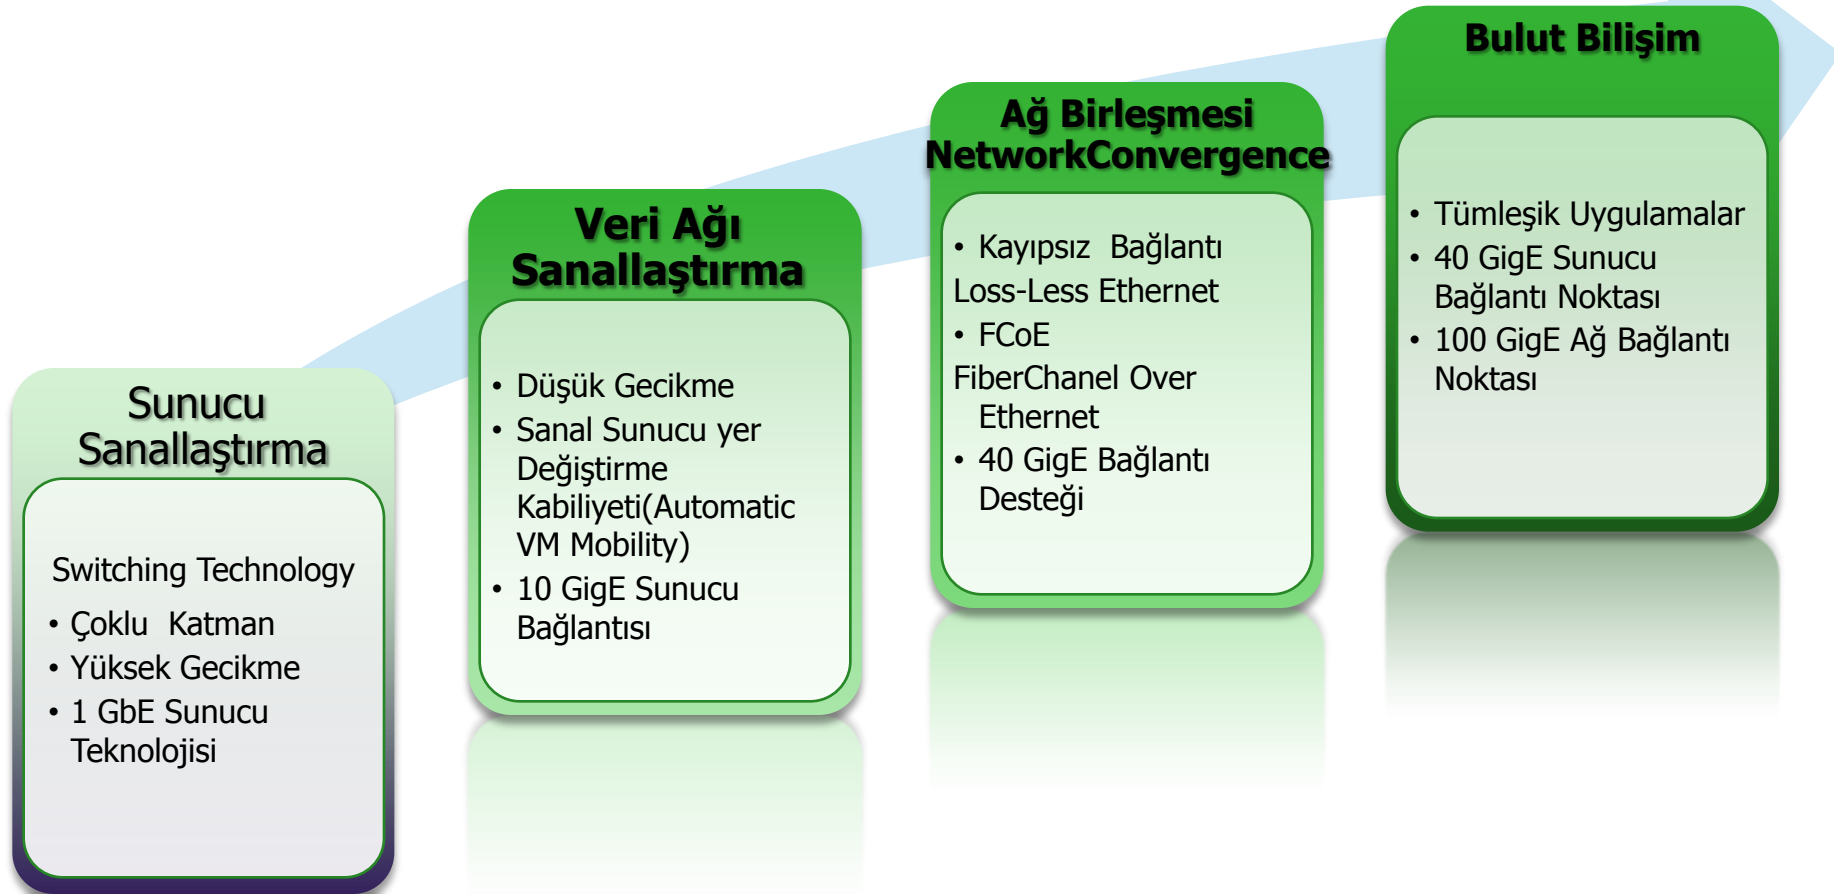 Sunucu
Sanallaştırma
Switching Technology
• Çoklu  Katman
• Yüksek Gecikme
• 1 GbE Sunucu
Teknolojisi
Veri Ağı
Sanallaştırma
• Düşük Gecikme
• Sanal Sunucu yer
Değiştirme
Kabiliyeti(Automatic
VM Mobility)
• 10 GigE Sunucu
Bağlantısı
Ağ Birleşmesi
NetworkConvergence
• Kayıpsız  Bağlantı
Loss-Less Ethernet
• FCoE
FiberChanel Over
Ethernet
• 40 GigE Bağlantı
Desteği
Bulut Bilişim
• Tümleşik Uygulamalar
• 40 GigE Sunucu
Bağlantı Noktası
• 100 GigE Ağ Bağlantı
Noktası